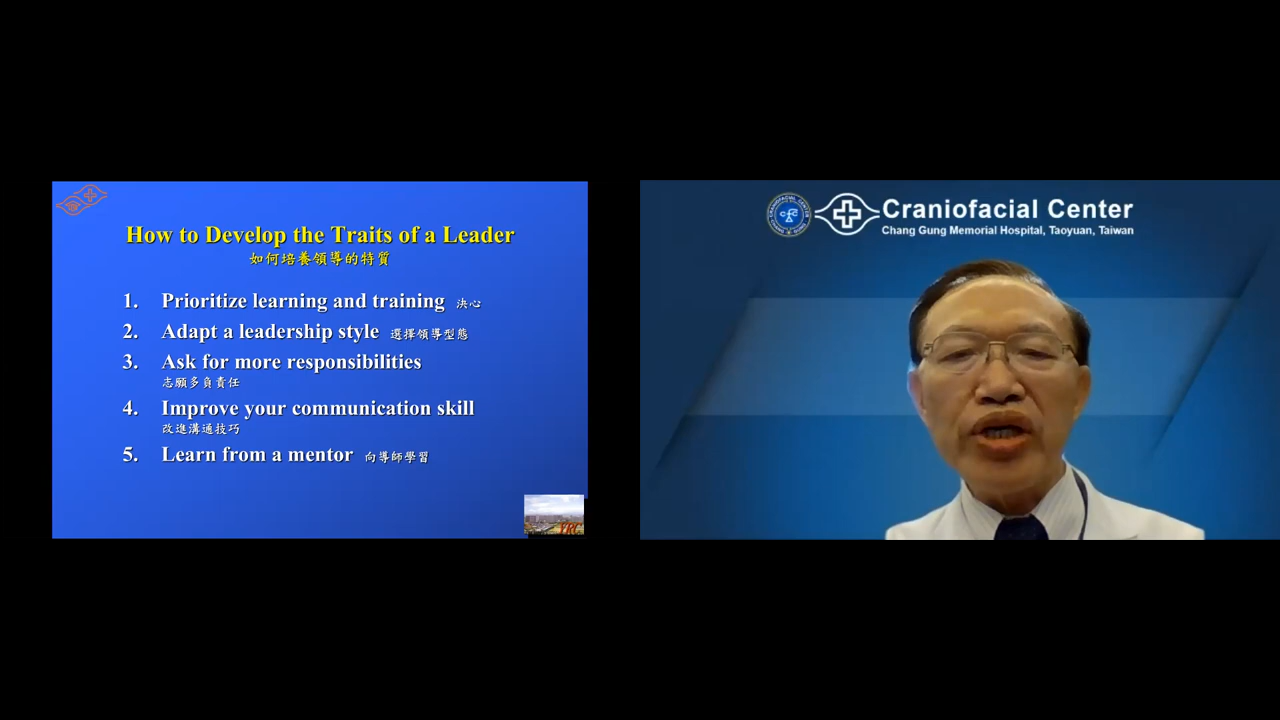 How to Develop the Traits of a Leader
如何培養領導的特質
1. Prioritize learning and training 決心
2. Adapt a leadership style 選擇領導型態
3. Ask for more responsibilities
志願多負責任
4. Improve your communication skill
改進溝通技巧
5. Learn from a mentor 向導師學習
YRC
Craniofacial Center
Chang Gung Memorial Hospital, Taoyuan, Taiwan